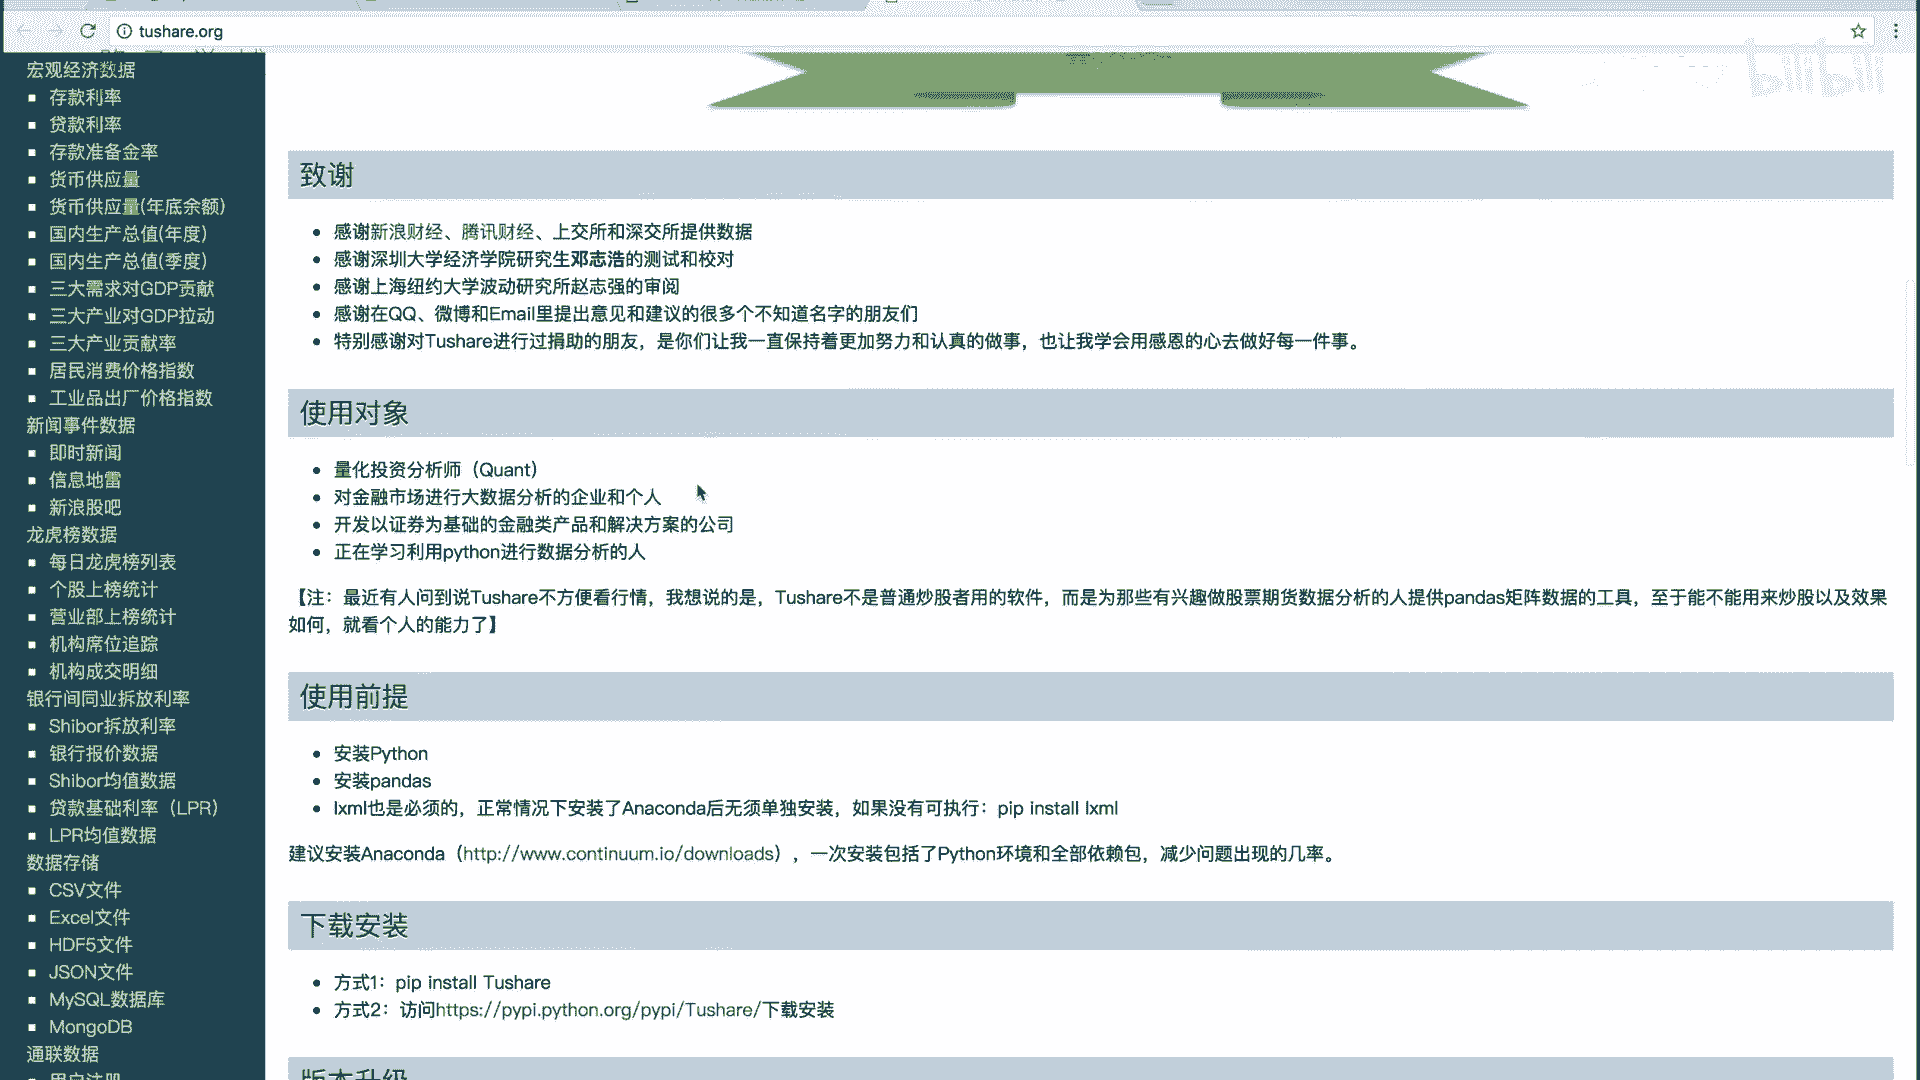 tushare.org
bilibili
宏观经济数据
存款利率
贷款利率
存款准备金率
货币供应量
货币供应量(年底余额)
国内生产总值(年度)
国内生产总值(季度)
三大需求对GDP贡献
三大产业对GDP拉动
三大产业贡献率
居民消费价格指数
工业品出厂价格指数
新闻事件数据
即时新闻
信息地雷
新浪股吧
龙虎榜数据
每日龙虎榜列表
个股上榜统计
营业部上榜统计
机构席位追踪
机构成交明细
银行间同业拆放利率
Shibor拆放利率
银行报价数据
Shibor均值数据
贷款基础利率（LPR）
LPR均值数据
数据存储
CSV文件
Excel文件
HDF5文件
JSON文件
MySQL数据库
MongoDB
通联数据
用户注册
致谢
感谢新浪财经、腾讯财经、上交所和深交所提供数据
感谢深圳大学经济学院研究生邓志浩的测试和校对
感谢上海纽约大学波动研究所赵志强的审阅
感谢在QQ、微博和Email里提出意见和建议的很多个不知道名字的朋友们
特别感谢对Tushare进行过捐助的朋友，是你们让我一直保持着更加努力和认真的做事，也让我学会用感恩的心去做好每一件事。
使用对象
量化投资分析师（Quant）
对金融市场进行大数据分析的企业和个人
开发以证券为基础的金融类产品和解决方案的公司
正在学习利用python进行数据分析的人
【注：最近有人问到说Tushare不方便看行情，我想说的是，Tushare不是普通炒股者用的软件，而是为那些有兴趣做股票期货数据分析的人提供pandas矩阵数据的工具，至于能不能用来炒股以及效果
如何，就看个人的能力了】
使用前提
安装Python
安装pandas
lxml也是必须的，正常情况下安装了Anaconda后无须单独安装，如果没有可执行：pip install lxml
建议安装Anaconda（http://www.continuum.io/downloads），一次安装包括了Python环境和全部依赖包，减少问题出现的几率。
下载安装
方式1：pip install Tushare
方式2：访问https://pypi.python.org/pypi/Tushare/下载安装
版本升级